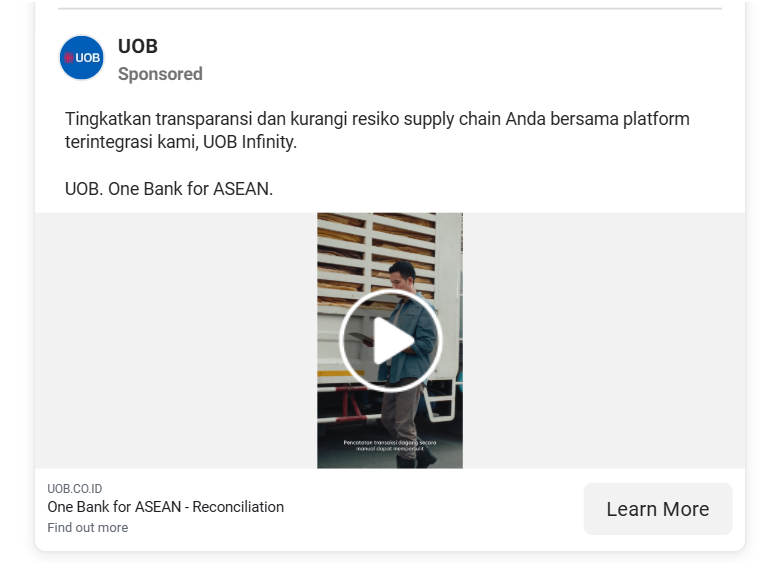 UOB
UOB
Sponsored
Tingkatkan transparansi dan kurangi resiko supply chain Anda bersama platform
terintegrasi kami, UOB Infinity.
UOB. One Bank for ASEAN.
Pencatatan transaksi dagang secara
manual dapat mempersulit
UOB.CO.ID
One Bank for ASEAN - Reconciliation
Find out more
Learn More